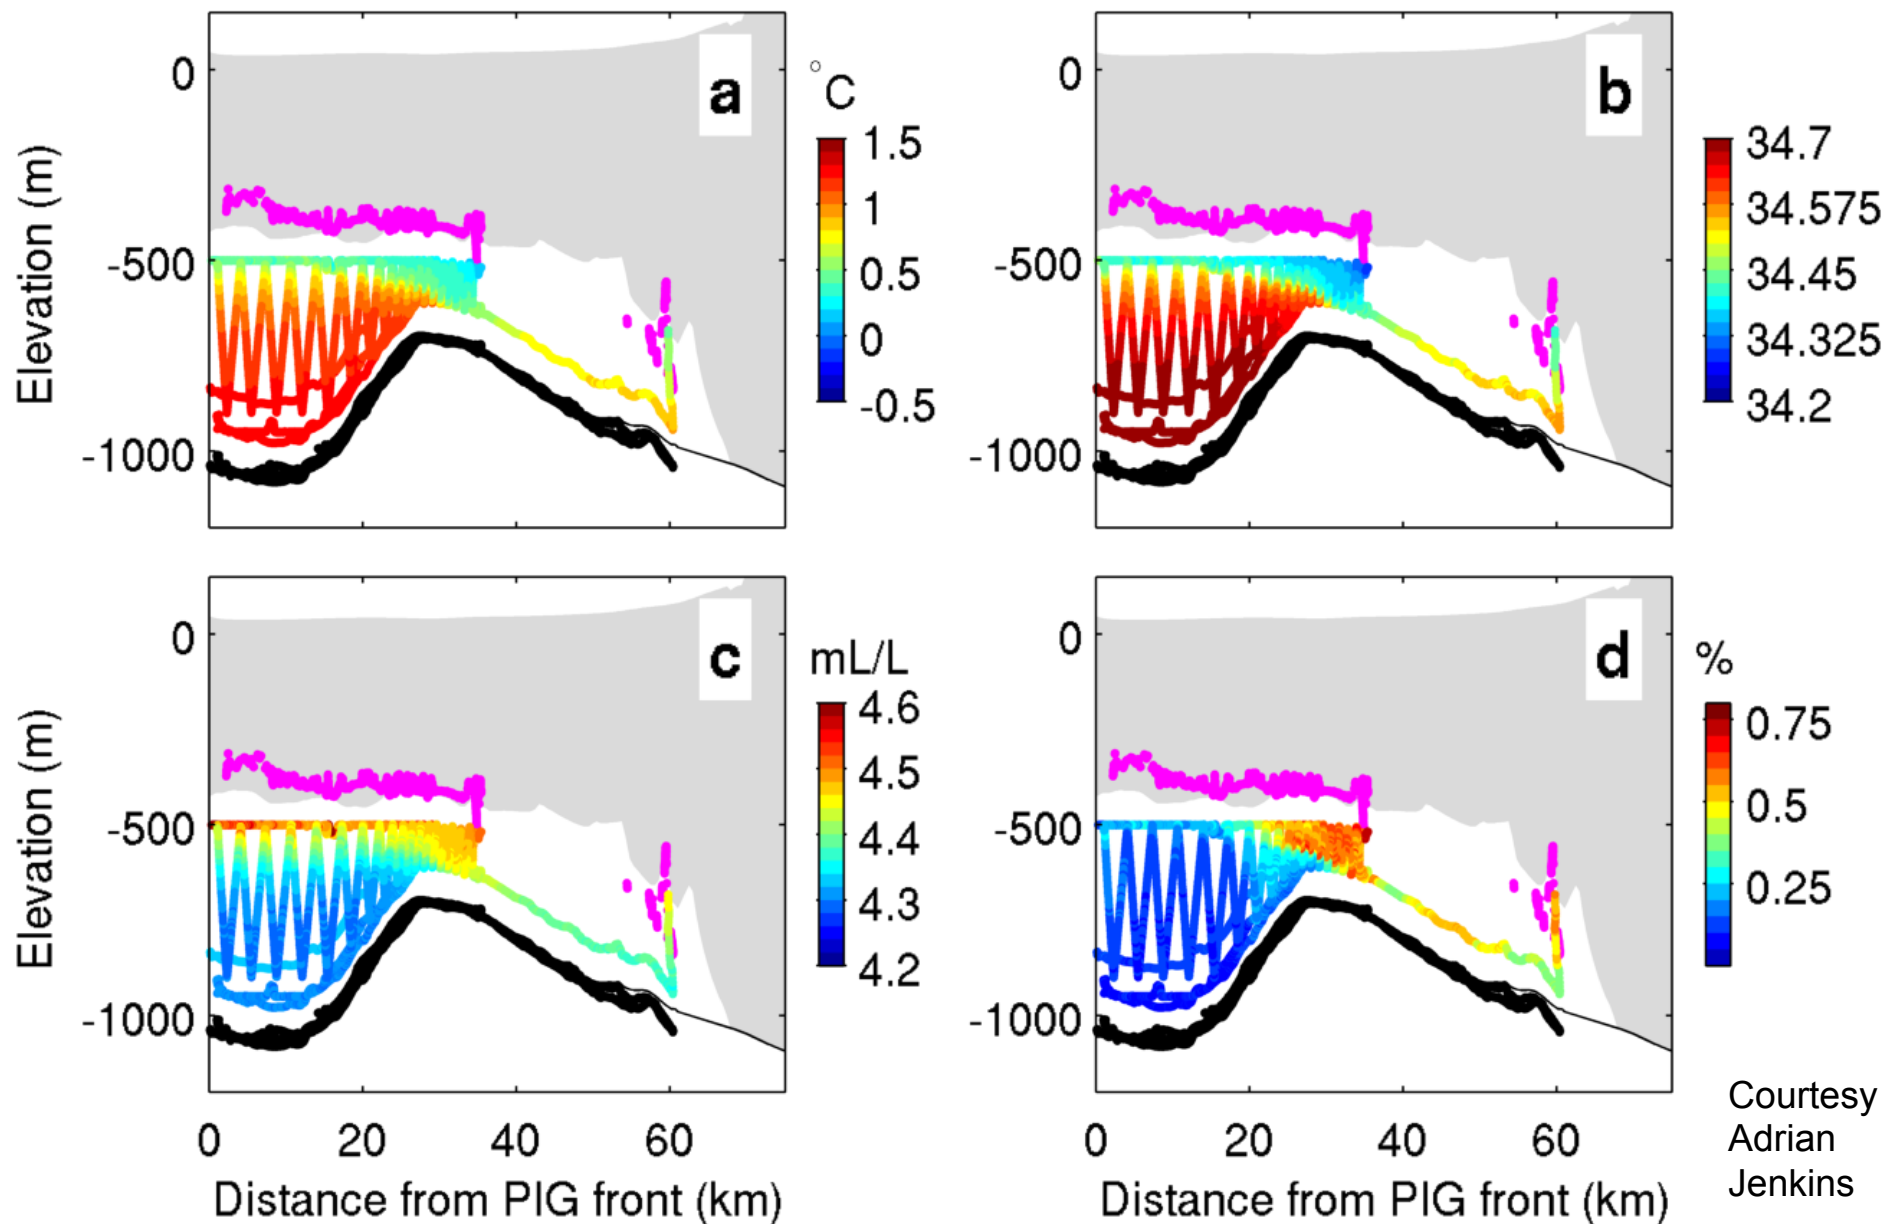 a
°C
1.5
1
0.5
0
-0.5
0
-500
-1000
Elevation (m)
b
34.7
34.575
34.45
34.325
34.2
0
-500
-1000
c
mL/L
4.6
4.5
4.4
4.3
4.2
0
-500
-1000
Elevation (m)
0 20 40 60
Distance from PIG front (km)
d
%
0.75
0.5
0.25
0
-500
-1000
0 20 40 60
Distance from PIG front (km)
Courtesy
Adrian
Jenkins